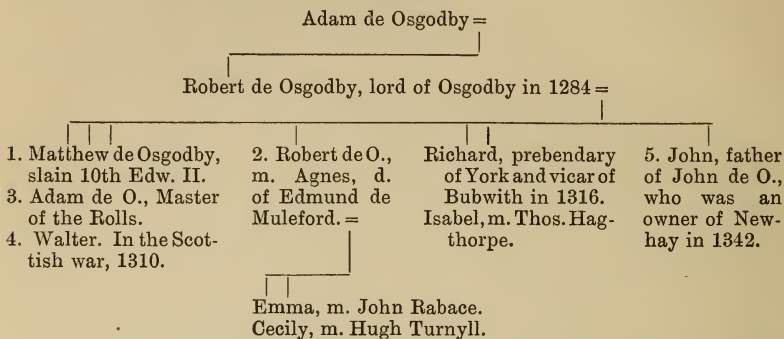 Adam de Osgodby =
Robert de Osgodby, lord of Osgodby in 1284 =
1. Matthew de Osgodby,
slain 10th Edw. II.
3. Adam de O., Master
of the Rolls.
4. Walter. In the Scot-
tish war, 1310.
2. Robert de O.,
m. Agnes, d.
of Edmund de
Muleford. =
Richard, prebendary
of York and vicar of
Bubwith in 1316.
Isabel, m. Thos. Hag-
thorpe.
5. John, father
of John de O.,
who was an
owner of New-
hay in 1342.
Emma, m. John Rabace.
Cecily, m. Hugh Turnyll.